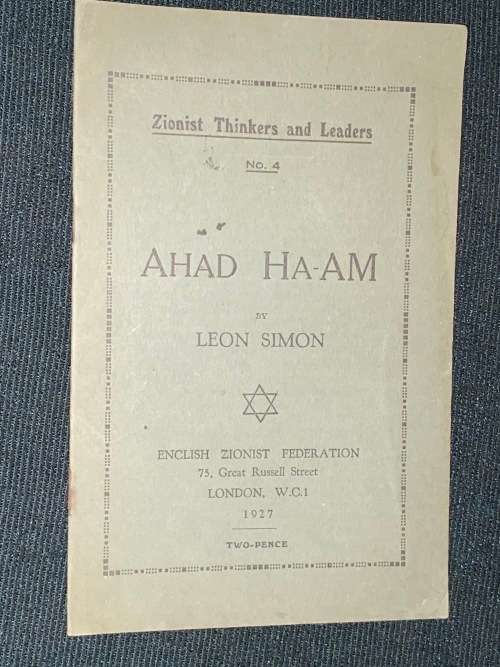 Zionist Thinkers and Leaders
No. 4
AHAD HA-AM
BY
LEON SIMON
ENGLISH ZIONIST FEDERATION
75, Great Russell Street
LONDON, W.C.1
1927
TWO-PENCE